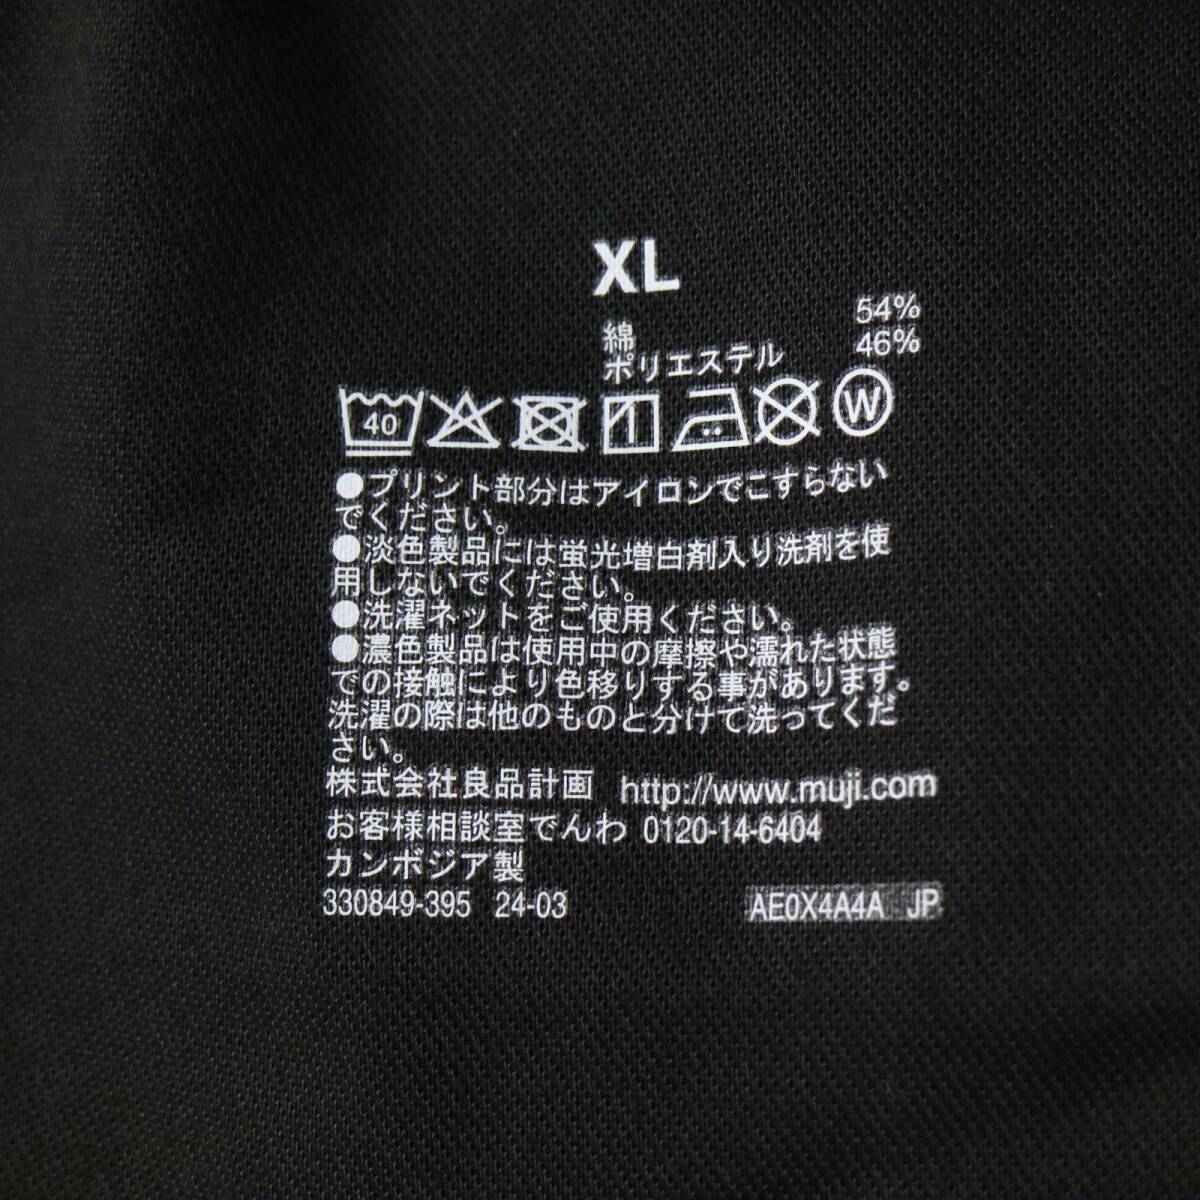 XL
綿 54%
ポリエステル 46%
40 W
●プリント部分はアイロンでこすらない
でください。
●淡色製品には蛍光増白剤入り洗剤を使
用しないでください。
●洗濯ネットをご使用ください。
●濃色製品は使用中の摩擦や濡れた状態
での接触により色移りする事があります。
洗濯の際は他のものと分けて洗ってくだ
さい。
株式会社良品計画 http://www.muji.com
お客様相談室でんわ 0120-14-6404
カンボジア製
330849-395 24-03 AE0X4A4A JP